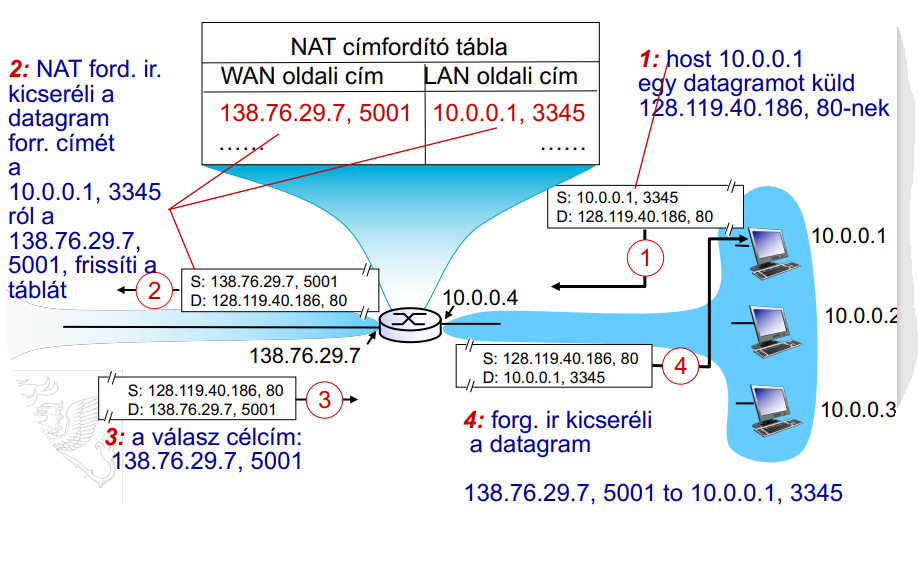 NAT címfordító tábla
WAN oldali cím LAN oldali cím
138.76.29.7, 5001 10.0.0.1, 3345
…… ……
2: NAT ford. ir.
kicseréli a
datagram
forr. címét
a
10.0.0.1, 3345
ról a
138.76.29.7,
5001, frissíti a
táblát
1: host 10.0.0.1
egy datagramot küld
128.119.40.186, 80-nek
S: 10.0.0.1, 3345
D: 128.119.40.186, 80
1
10.0.0.1
S: 138.76.29.7, 5001
D: 128.119.40.186, 80
2
10.0.0.4
10.0.0.2
138.76.29.7
S: 128.119.40.186, 80
D: 10.0.0.1, 3345
4
S: 128.119.40.186, 80
D: 138.76.29.7, 5001
3
10.0.0.3
3: a válasz célcím:
138.76.29.7, 5001
4: forg. ir kicseréli
a datagram
138.76.29.7, 5001 to 10.0.0.1, 3345